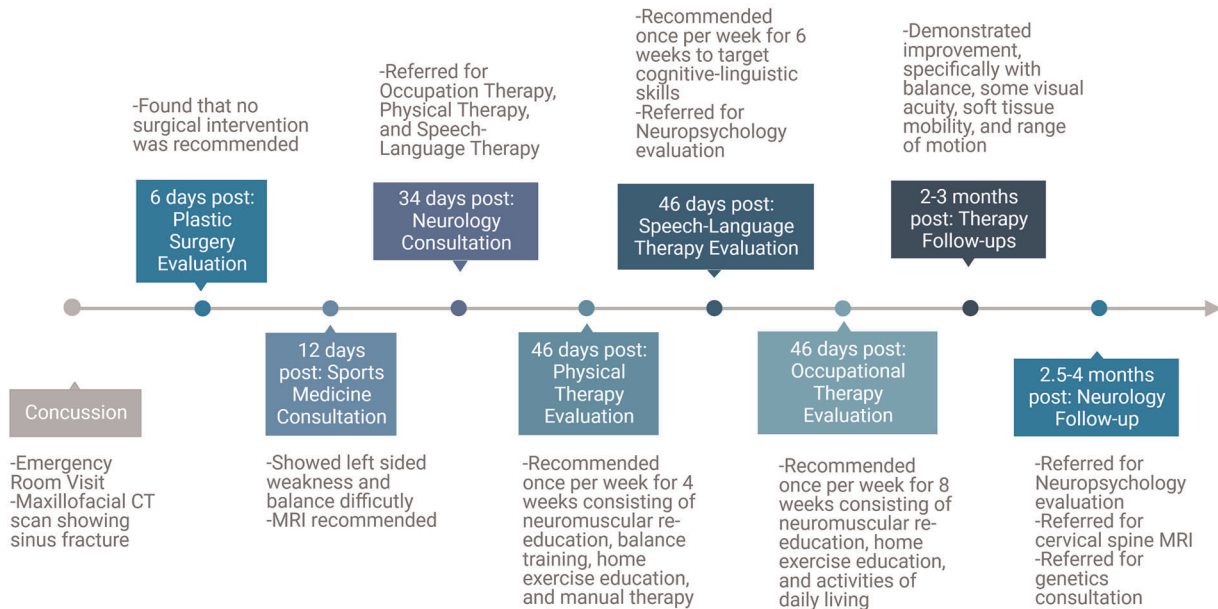 Concussion
-Emergency
Room Visit
-Maxillofacial CT
scan showing
sinus fracture
-Found that no
surgical intervention
was recommended
6 days post:
Plastic
Surgery
Evaluation
12 days
post: Sports
Medicine
Consultation
-Showed left sided
weakness and
balance difficutly
-MRI recommended
-Referred for
Occupation Therapy,
Physical Therapy,
and Speech-
Language Therapy
34 days post:
Neurology
Consultation
46 days post:
Physical
Therapy
Evaluation
-Recommended
once per week for 4
weeks consisting of
neuromuscular re-
education, balance
training, home
exercise education,
and manual therapy
-Recommended
once per week for 6
weeks to target
cognitive-linguistic
skills
-Referred for
Neuropsychology
evaluation
46 days post:
Speech-Language
Therapy Evaluation
46 days post:
Occupational
Therapy
Evaluation
-Recommended
once per week for 8
weeks consisting of
neuromuscular re-
education, home
exercise education,
and activities of
daily living
-Demonstrated
improvement,
specifically with
balance, some visual
acuity, soft tissue
mobility, and range
of motion
2-3 months
post: Therapy
Follow-ups
2.5-4 months
post: Neurology
Follow-up
-Referred for
Neuropsychology
evaluation
-Referred for
cervical spine MRI
-Referred for
genetics
consultation